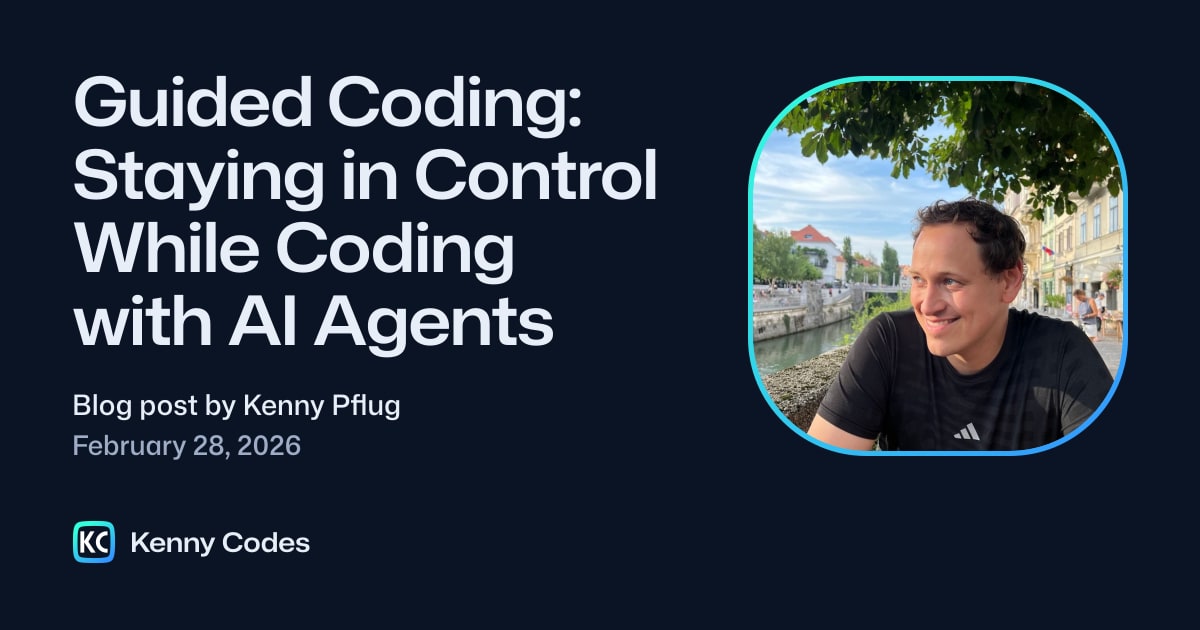 Guided Coding:
Staying in Control
While Coding
with AI Agents
Blog post by Kenny Pflug
February 28, 2026
KC
Kenny Codes